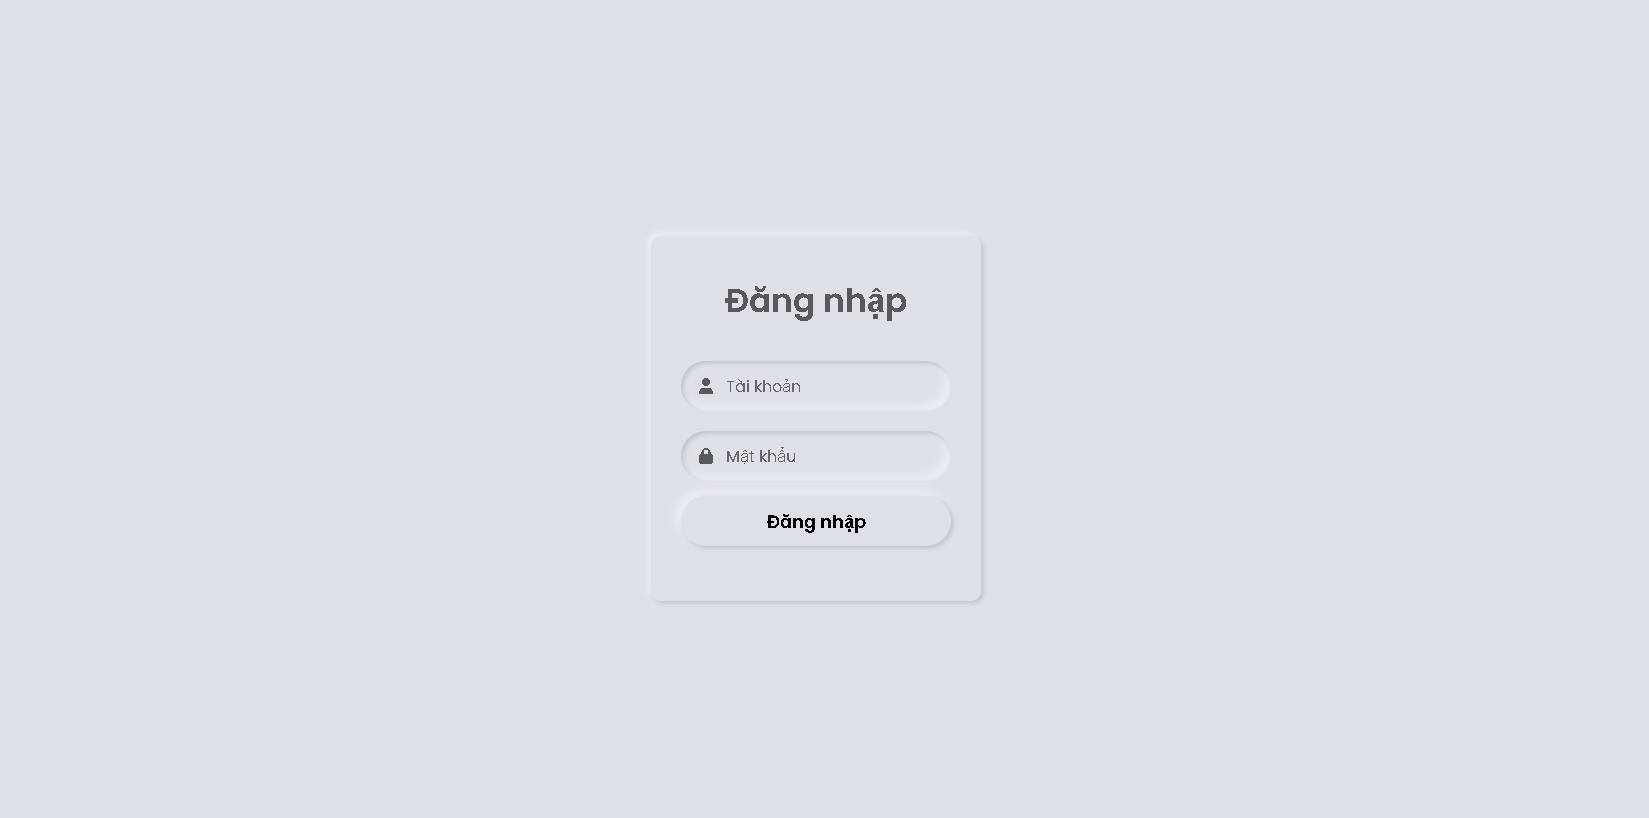 Đăng nhập
Tài khoản
Mật khẩu
Đăng nhập